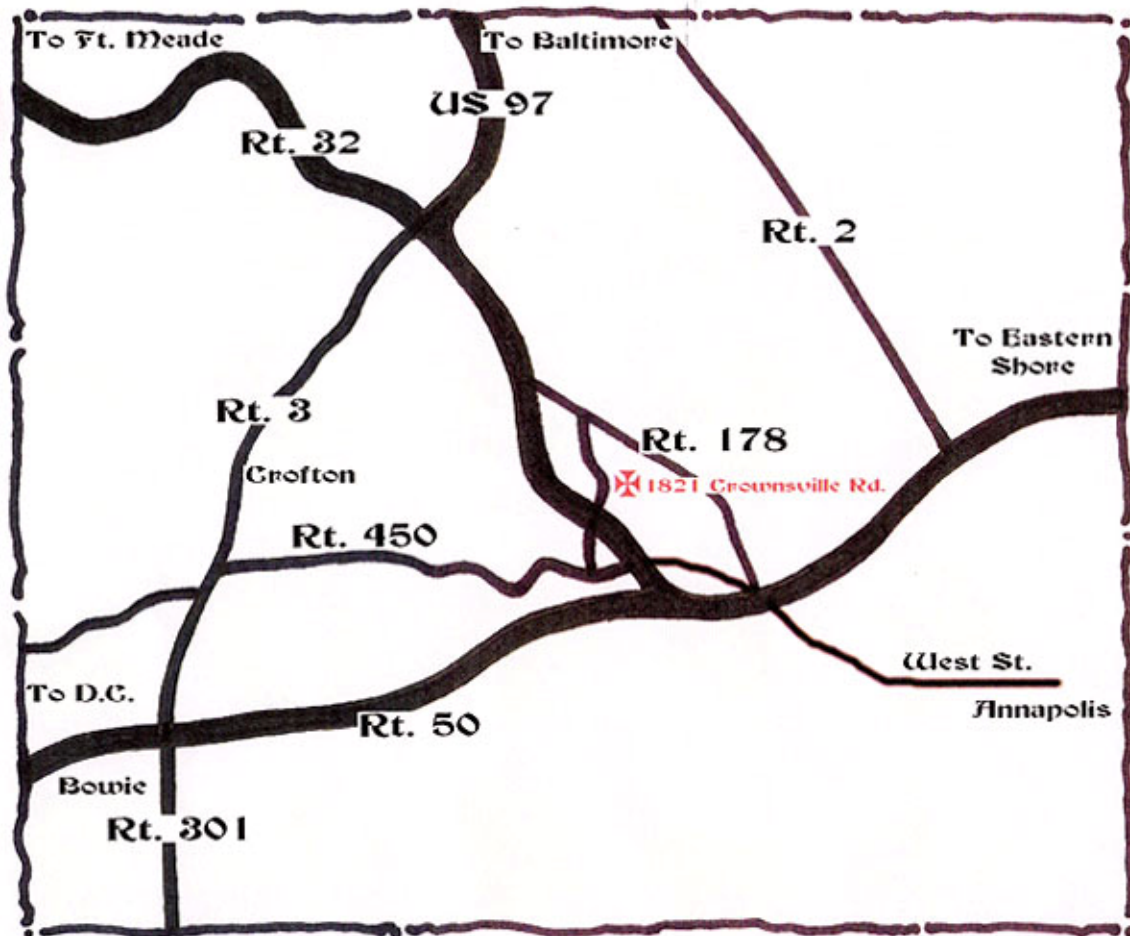 To Ft. Meade
To Baltimore
US 97
Rt. 32
Rt. 2
To Eastern
Shore
Rt. 3
Rt. 178
Crofton
1821 Crownsville Rd.
Rt. 450
West St.
To D.C.
Annapolis
Rt. 50
Bowie
Rt. 301